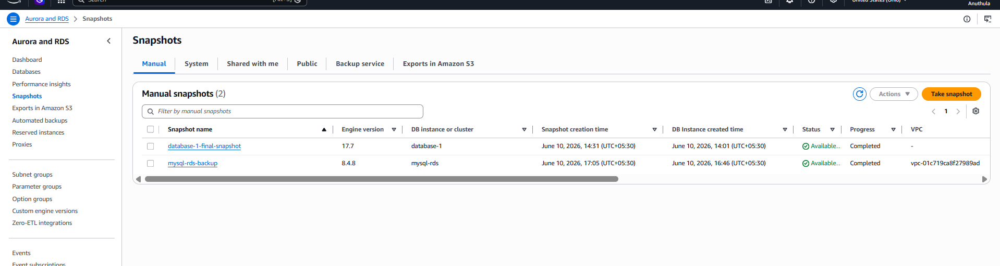 Search
[Alt+S]
United States (Ohio)
Anuthula
Aurora and RDS > Snapshots
Aurora and RDS
Dashboard
Databases
Performance insights
Snapshots
Exports in Amazon S3
Automated backups
Reserved instances
Proxies
Subnet groups
Parameter groups
Option groups
Custom engine versions
Zero-ETL integrations
Events
Event subscriptions
Snapshots
Manual System Shared with me Public Backup service Exports in Amazon S3
Manual snapshots (2)
Actions Take snapshot
Filter by manual snapshots
1
Snapshot name Engine version DB instance or cluster Snapshot creation time DB Instance created time Status Progress VPC
database-1-final-snapshot 17.7 database-1 June 10, 2026, 14:31 (UTC+05:30) June 10, 2026, 14:01 (UTC+05:30) Available... Completed -
mysql-rds-backup 8.4.8 mysql-rds June 10, 2026, 17:05 (UTC+05:30) June 10, 2026, 16:46 (UTC+05:30) Available... Completed vpc-01c719ca8f27989ad